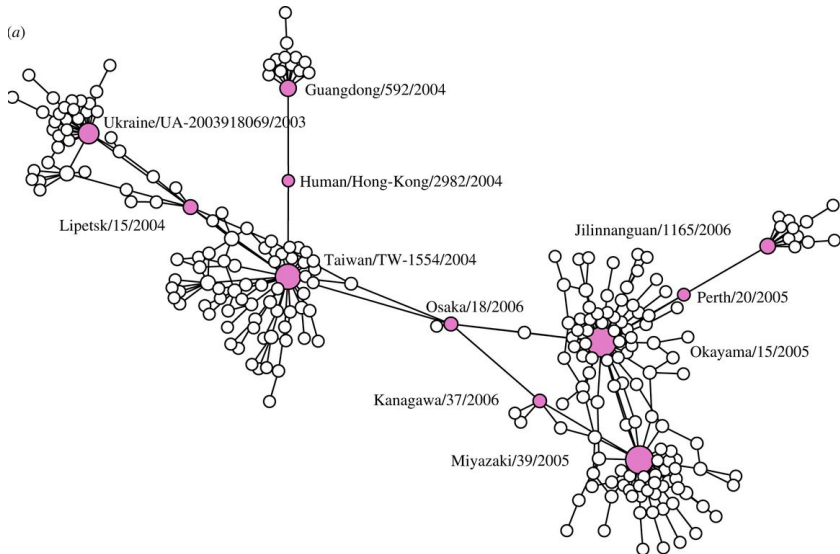 (a)
Guangdong/592/2004
Ukraine/UA-2003918069/2003
Human/Hong-Kong/2982/2004
Lipetsk/15/2004
Jilinnanguan/1165/2006
Taiwan/TW-1554/2004
Perth/20/2005
Osaka/18/2006
Okayama/15/2005
Kanagawa/37/2006
Miyazaki/39/2005